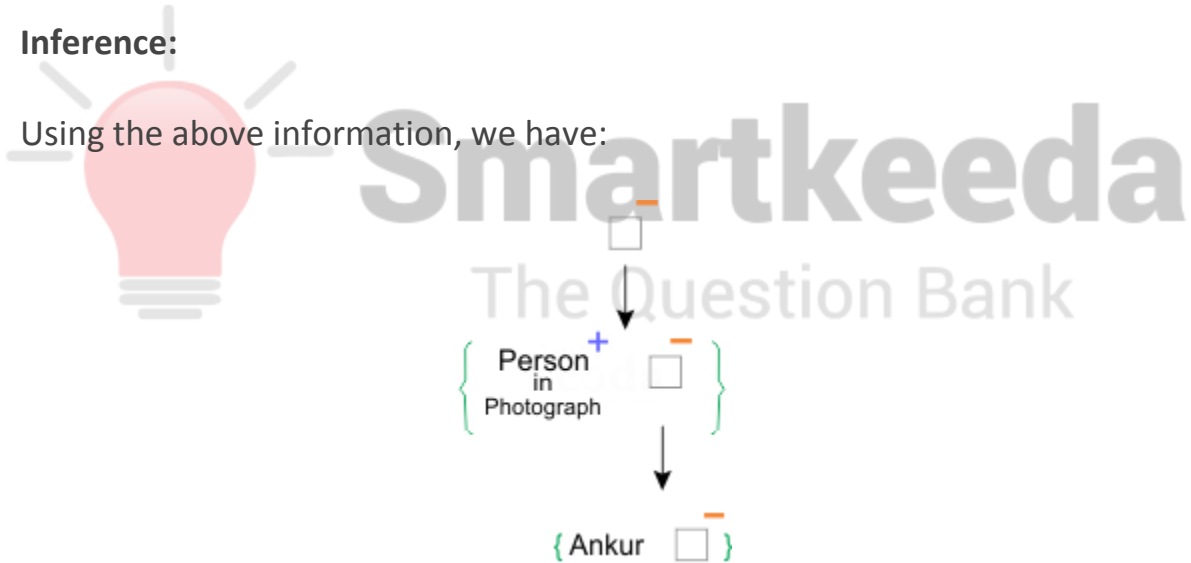 Inference:
Using the above information, we have:
Smartkeeda
The Question Bank
−
+
−
{ Person
in
Photograph }
−
{ Ankur }